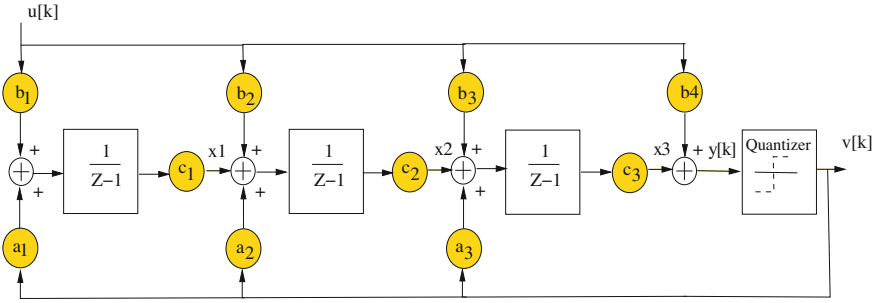 u[k]
b1
b2
b3
b4
+
+
+
+
1
Z−1
c1
x1
+
+
1
Z−1
c2
x2
+
+
1
Z−1
c3
x3
+
y[k]
Quantizer
v[k]
+
+
+
a1
a2
a3